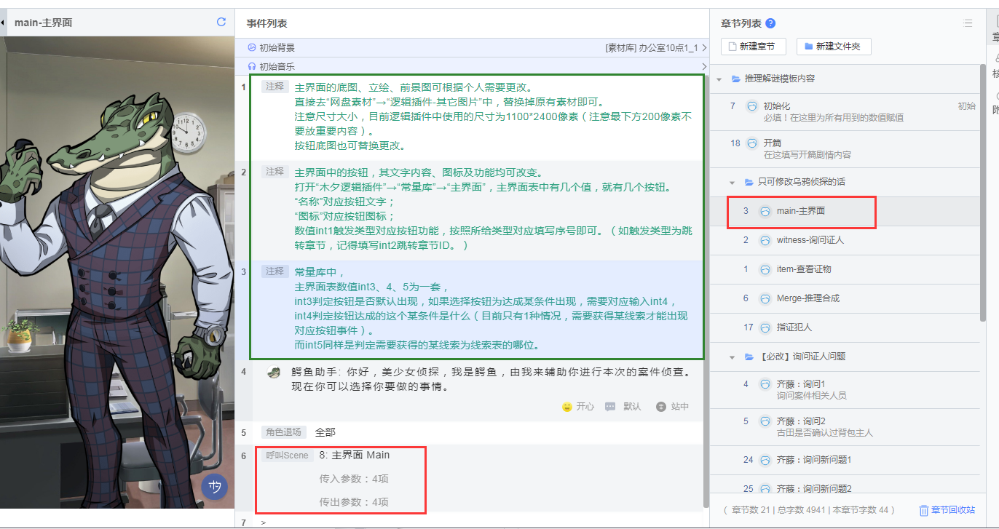 main-主界面
事件列表
初始背景
[素材库] 办公室10点1_1
初始音乐
1
注释
主界面的底图、立绘、前景图可根据个人需要更改。
直接去“网盘素材”→“逻辑插件-其它图片”中，替换掉原有素材即可。
注意尺寸大小，目前逻辑插件中使用的尺寸为1100*2400像素（注意最下方200像素不
要放重要内容）。
按钮底图也可替换更改。
2
注释
主界面中的按钮，其文字内容、图标及功能均可改变。
打开“木夕逻辑插件”→“常量库”→“主界面”，主界面表中有几个值，就有几个按钮。
“名称”对应按钮文字；
“图标”对应按钮图标；
数值int1触发类型对应按钮功能，按照所给类型对应填写序号即可。（如触发类型为跳
转章节，记得填写int2跳转章节ID。）
3
注释
常量库中，
主界面表数值int3、4、5为一套，
int3判定按钮是否默认出现，如果选择按钮为达成某条件出现，需要对应输入int4，
int4判定按钮达成的这个某条件是什么（目前只有1种情况，需要获得某线索才能出现
对应按钮事件）。
而int5同样是判定需要获得的某线索为线索表的哪位。
4
鳄鱼助手: 你好，美少女侦探，我是鳄鱼，由我来辅助你进行本次的案件侦查。
现在你可以选择你要做的事情。
开心
默认
站中
5
角色退场
全部
6
呼叫Scene
8: 主界面 Main
传入参数：4项
传出参数：4项
7
>
章节列表
?
新建章节
新建文件夹
推理解谜模板内容
7
初始化
初始
必填！在这里为所有用到的数值赋值
18
开篇
在这填写开篇剧情内容
只可修改乌鸦侦探的话
3
main-主界面
2
witness-询问证人
1
item-查看证物
6
Merge-推理合成
17
指证犯人
【必改】询问证人问题
4
齐藤：询问1
询问案件相关人员
5
齐藤：询问2
古田是否确认过背包主人
24
齐藤：询问新问题1
25
齐藤：询问新问题2
（ 章节数 21 | 总字数 4941 | 本章节字数 44 ）
章节回收站